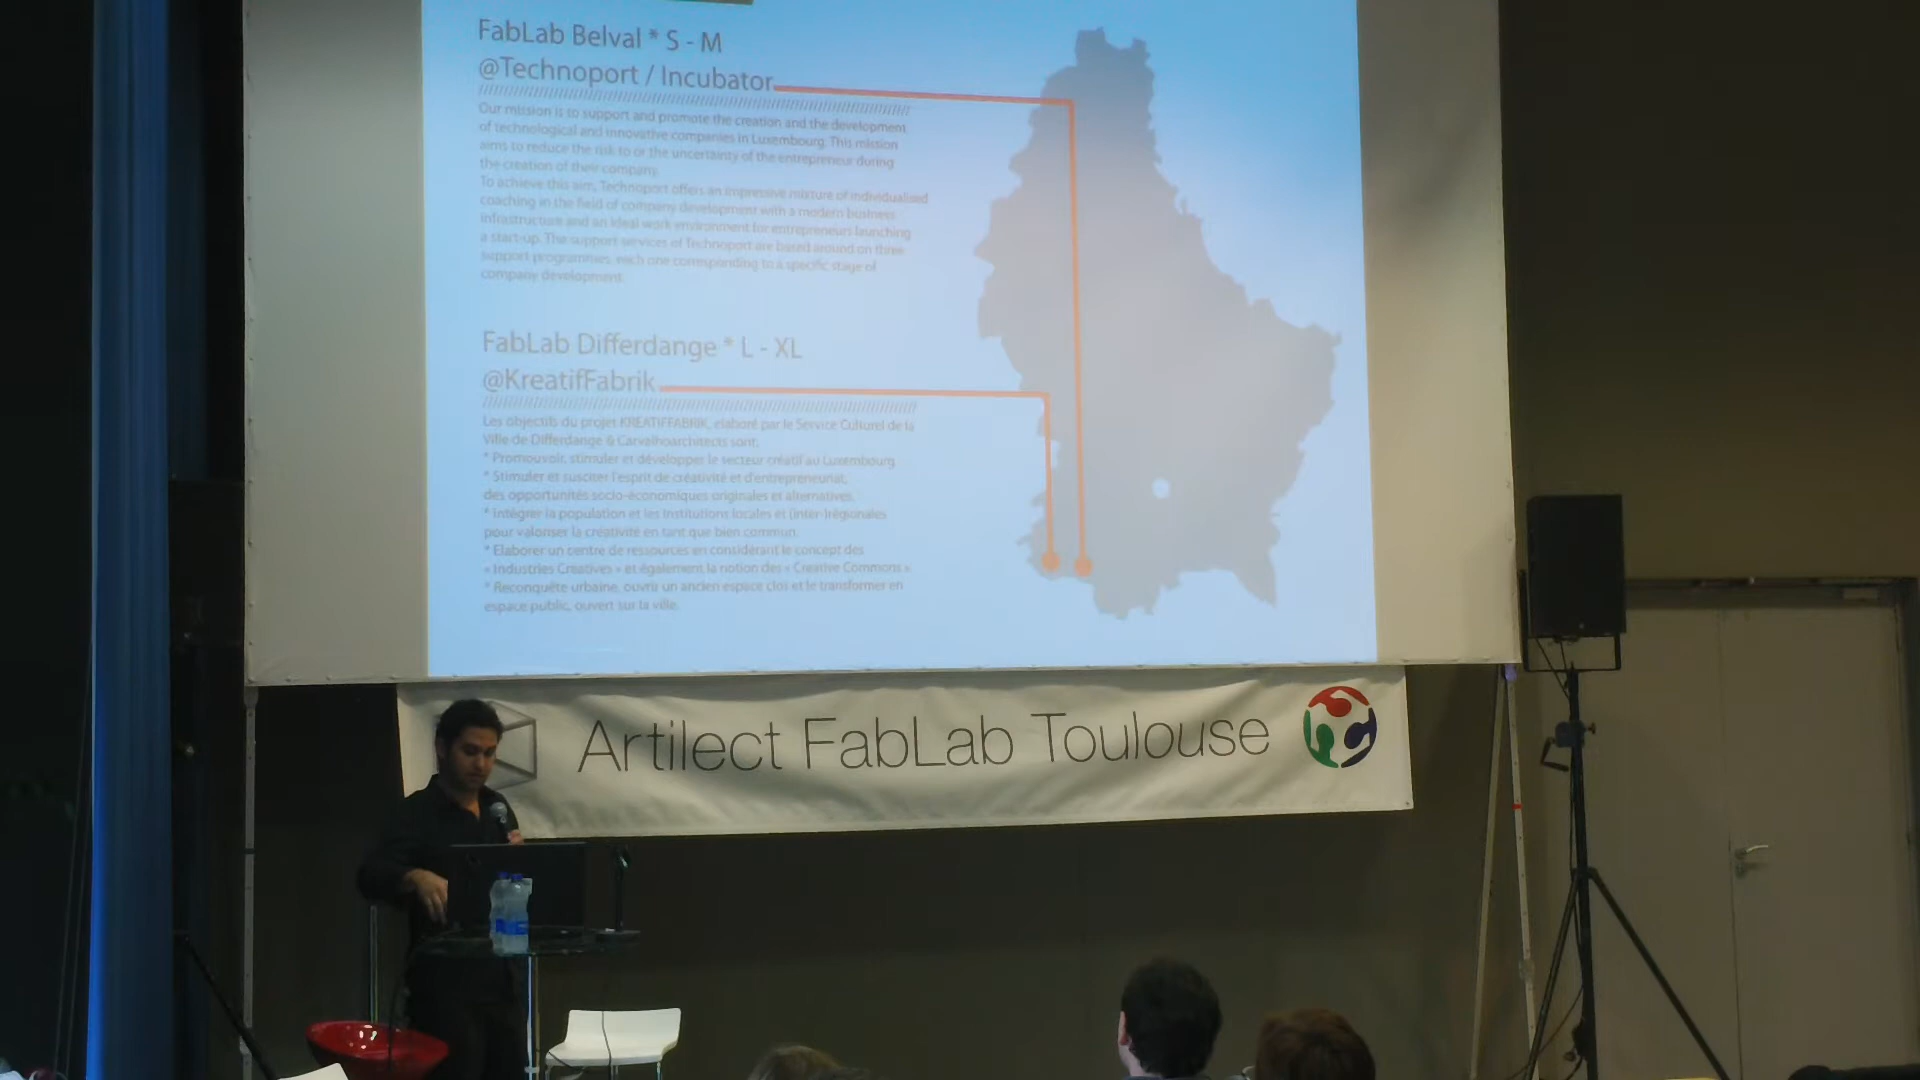 FabLab Belval * S - M
@Technoport / Incubator
Our mission is to support and promote the creation and the development
of technological and innovative companies in Luxembourg. This mission
aims to reduce the risk to or the uncertainty of the entrepreneur during
the creation of their company.
To achieve this aim, Technoport offers an impressive mixture of individualised
coaching in the field of company development with a modern business
infrastructure and an ideal work environment for entrepreneurs launching
a start-up. The support services of Technoport are based around on three
support programmes, each one corresponding to a specific stage of
company development.
FabLab Differdange * L - XL
@KreatifFabrik
Les objectifs du projet KREATIFFABRIK, elaboré par le Service Culturel de la
Ville de Differdange & Carvalhoarchitects sont:
* Promouvoir, stimuler et développer le secteur créatif au Luxembourg
* Stimuler et susciter l'esprit de créativité et d'entrepreneuriat,
des opportunités socio-économiques originales et alternatives.
* Intégrer la population et les institutions locales et (inter-)régionales
pour valoriser la créativité en tant que bien commun.
* Elaborer un centre de ressources en considérant le concept des
« Industries Creatives » et également la notion des « Creative Commons »
* Reconquête urbaine, ouvrir un ancien espace clos et le transformer en
espace public, ouvert sur la ville.
Artilect FabLab Toulouse